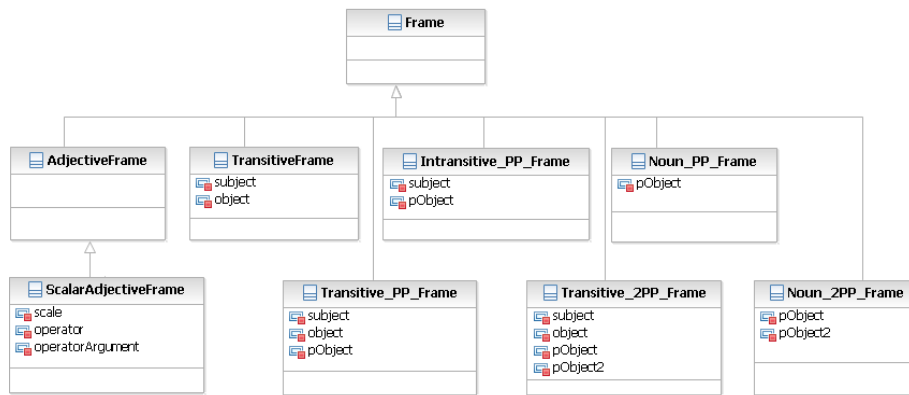 Frame
AdjectiveFrame
TransitiveFrame
subject
object
Intransitive_PP_Frame
subject
pObject
Noun_PP_Frame
pObject
ScalarAdjectiveFrame
scale
operator
operatorArgument
Transitive_PP_Frame
subject
object
pObject
Transitive_2PP_Frame
subject
object
pObject
pObject2
Noun_2PP_Frame
pObject
pObject2